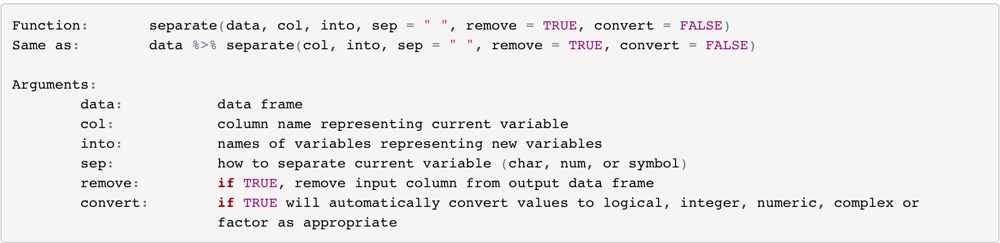 Function:       separate(data, col, into, sep = " ", remove = TRUE, convert = FALSE)
Same as:        data %>% separate(col, into, sep = " ", remove = TRUE, convert = FALSE)

Arguments:
        data:           data frame
        col:            column name representing current variable
        into:           names of variables representing new variables
        sep:            how to separate current variable (char, num, or symbol)
        remove:         if TRUE, remove input column from output data frame
        convert:        if TRUE will automatically convert values to logical, integer, numeric, complex or
                        factor as appropriate